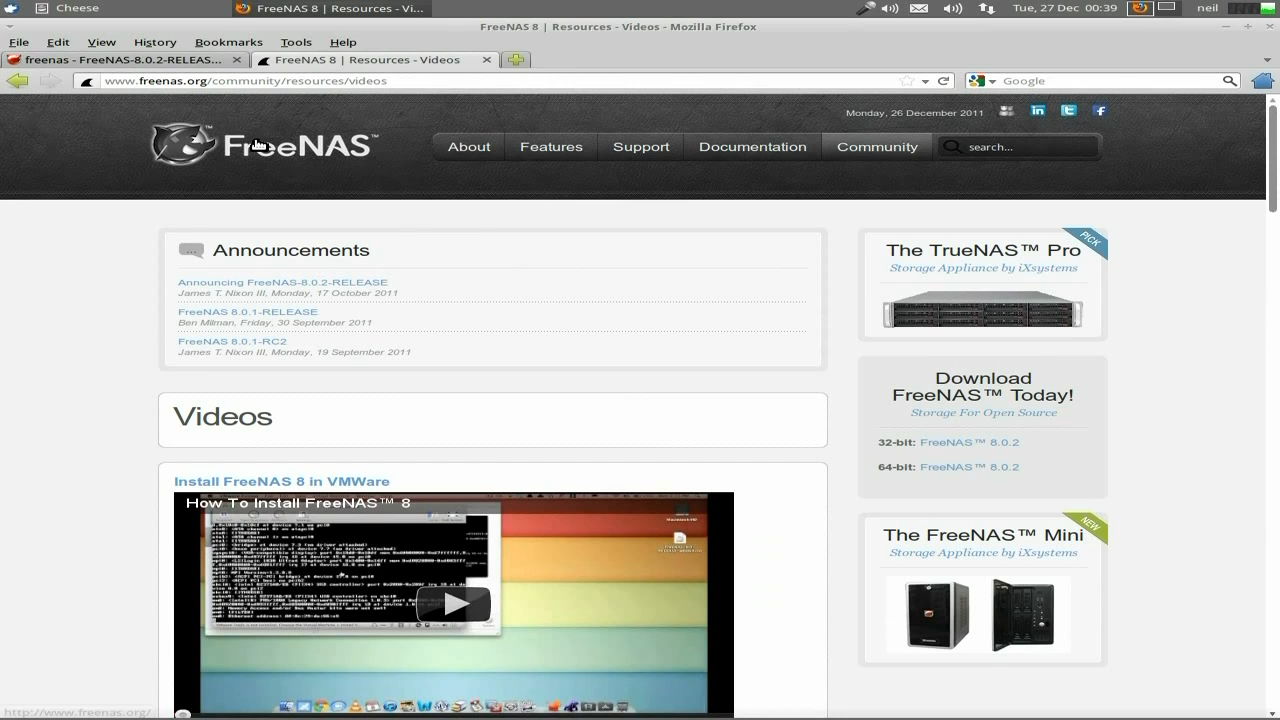 Cheese
FreeNAS 8 | Resources - Vi...
Tue, 27 Dec 00:39
neil
FreeNAS 8 | Resources - Videos - Mozilla Firefox
File Edit View History Bookmarks Tools Help
freenas - FreeNAS-8.0.2-RELEAS...
FreeNAS 8 | Resources - Videos
www.freenas.org/community/resources/videos
Google
Monday, 26 December 2011
FreeNAS™
About Features Support Documentation Community search...
Announcements
Announcing FreeNAS-8.0.2-RELEASE
James T. Nixon III, Monday, 17 October 2011
FreeNAS 8.0.1-RELEASE
Ben Milman, Friday, 30 September 2011
FreeNAS 8.0.1-RC2
James T. Nixon III, Monday, 19 September 2011
Videos
Install FreeNAS 8 in VMWare
How To Install FreeNAS™ 8
PICK
The TrueNAS™ Pro
Storage Appliance by iXsystems
Download
FreeNAS™ Today!
Storage For Open Source
32-bit: FreeNAS™ 8.0.2
64-bit: FreeNAS™ 8.0.2
NEW
The FreeNAS™ Mini
Storage Appliance by iXsystems
http://www.freenas.org/